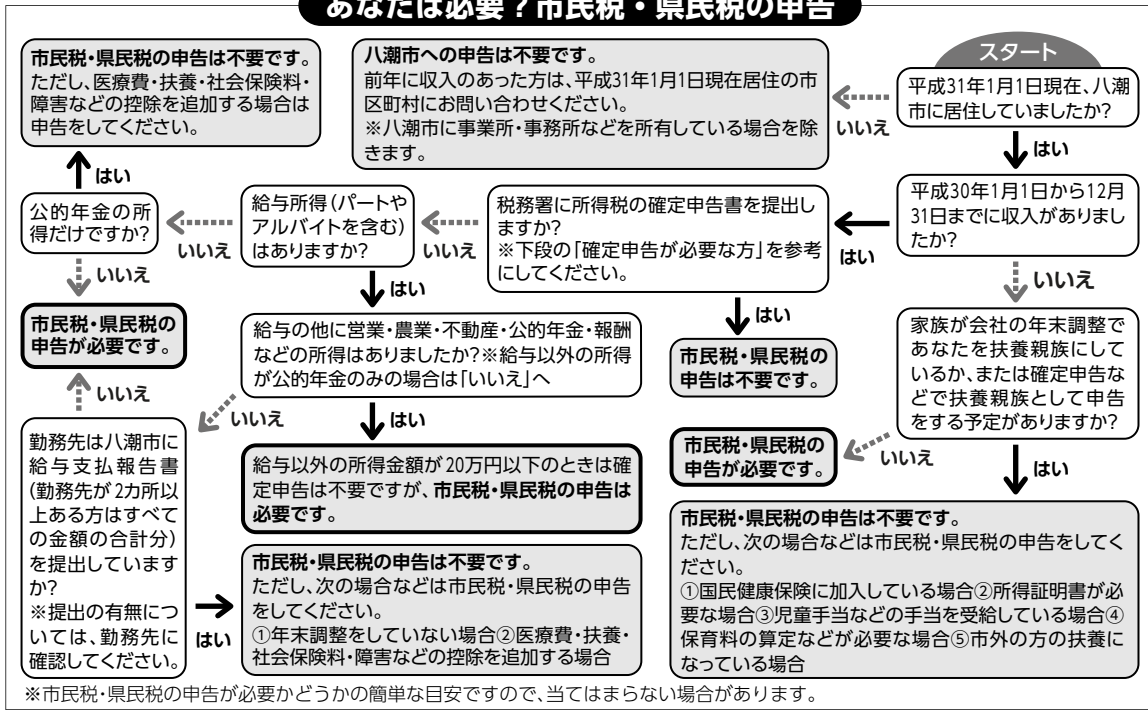 あなたは必要?市民税・県民税の申告
スタート
平成31年1月1日現在、八潮
市に居住していましたか?
いいえ
八潮市への申告は不要です。
前年に収入のあった方は、平成31年1月1日現在居住の市
区町村にお問い合わせください。
※八潮市に事業所・事務所などを所有している場合を除
きます。
はい
平成30年1月1日から12月
31日までに収入がありまし
たか?
はい
税務署に所得税の確定申告書を提出し
ますか?
※下段の「確定申告が必要な方」を参考
にしてください。
いいえ
給与所得(パートや
アルバイトを含む)
はありますか?
いいえ
公的年金の所
得だけですか?
はい
市民税・県民税の申告は不要です。
ただし、医療費・扶養・社会保険料・
障害などの控除を追加する場合は
申告をしてください。
いいえ
市民税・県民税の
申告が必要です。
いいえ
勤務先は八潮市に
給与支払報告書
(勤務先が2カ所以
上ある方はすべて
の金額の合計分)
を提出しています
か?
※提出の有無につ
いては、勤務先に
確認してください。
はい
給与の他に営業・農業・不動産・公的年金・報酬
などの所得はありましたか?※給与以外の所得
が公的年金のみの場合は「いいえ」へ
いいえ
はい
給与以外の所得金額が20万円以下のときは確
定申告は不要ですが、市民税・県民税の申告は
必要です。
はい
市民税・県民税の申告は不要です。
ただし、次の場合などは市民税・県民税の申告
をしてください。
①年末調整をしていない場合②医療費・扶養・
社会保険料・障害などの控除を追加する場合
はい
市民税・県民税の
申告は不要です。
いいえ
家族が会社の年末調整で
あなたを扶養親族にして
いるか、または確定申告な
どで扶養親族として申告
をする予定がありますか?
いいえ
市民税・県民税の
申告が必要です。
はい
市民税・県民税の申告は不要です。
ただし、次の場合などは市民税・県民税の申告をしてくだ
さい。
①国民健康保険に加入している場合②所得証明書が必
要な場合③児童手当などの手当を受給している場合④
保育料の算定などが必要な場合⑤市外の方の扶養に
なっている場合
※市民税・県民税の申告が必要かどうかの簡単な目安ですので、当てはまらない場合があります。